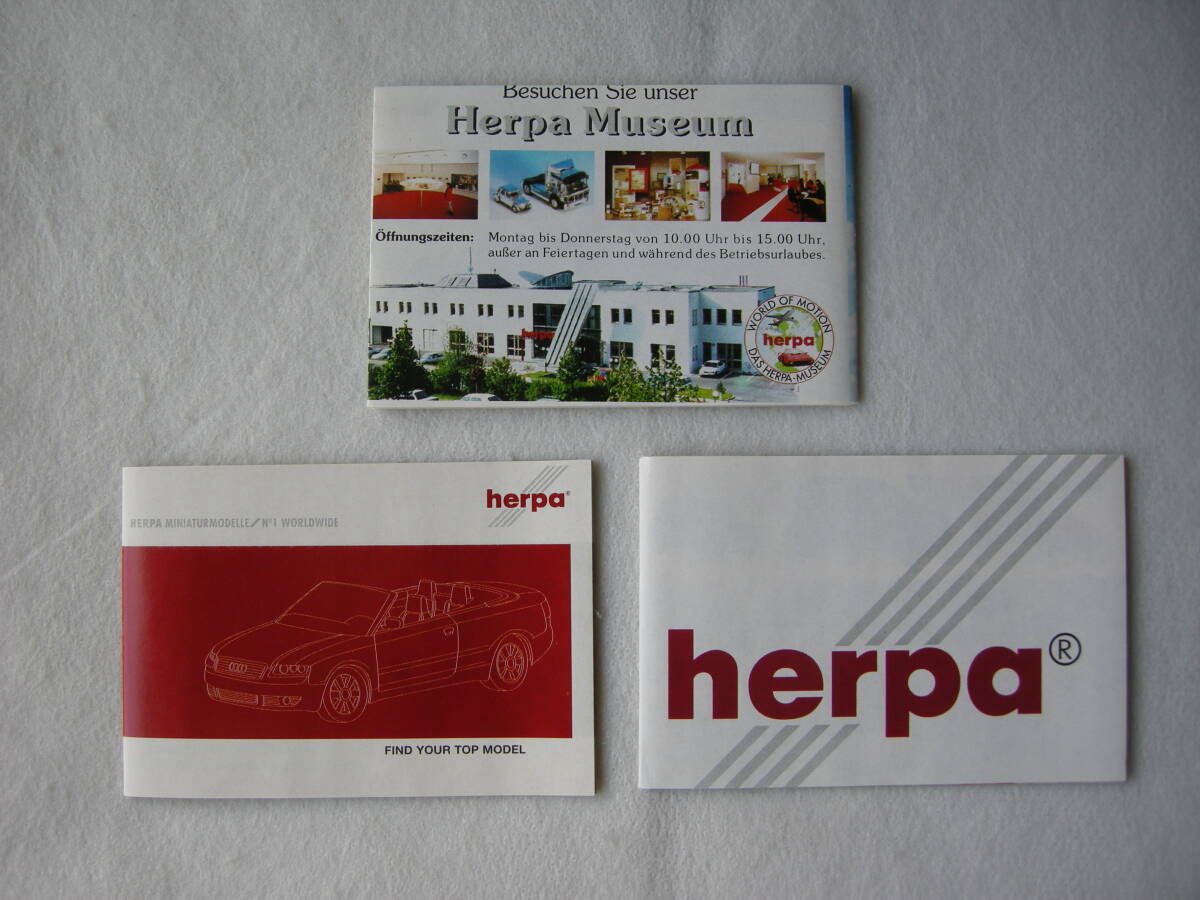 Besuchen Sie unser
Herpa Museum
Öffnungszeiten: Montag bis Donnerstag von 10.00 Uhr bis 15.00 Uhr,
außer an Feiertagen und während des Betriebsurlaubes.
herpa
WORLD OF MOTION
herpa
DAS HERPA-MUSEUM
herpa®
HERPA MINIATURMODELLE / N°1 WORLDWIDE
FIND YOUR TOP MODEL
herpa®